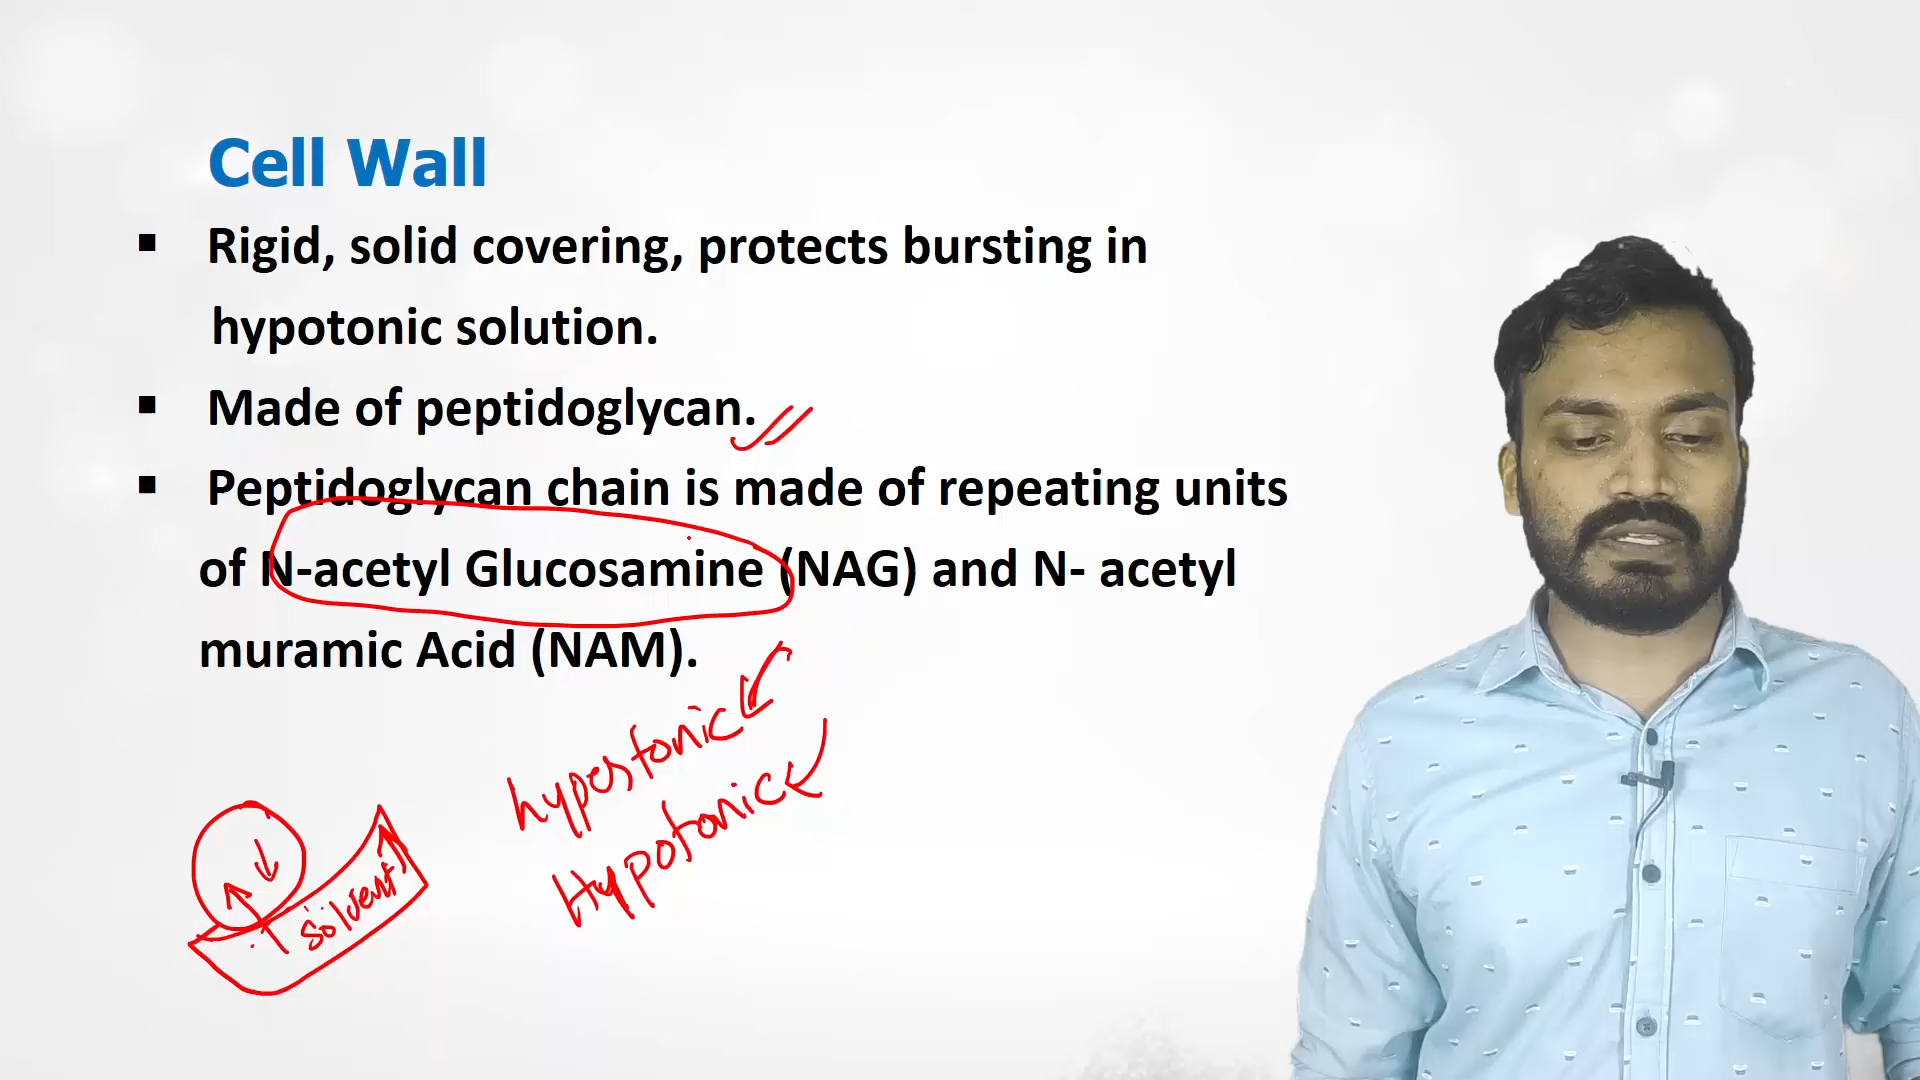 Cell Wall
▪ Rigid, solid covering, protects bursting in
hypotonic solution.
▪ Made of peptidoglycan.
▪ Peptidoglycan chain is made of repeating units
of N-acetyl Glucosamine (NAG) and N- acetyl
muramic Acid (NAM).
hypertonic
Hypotonic
solvent